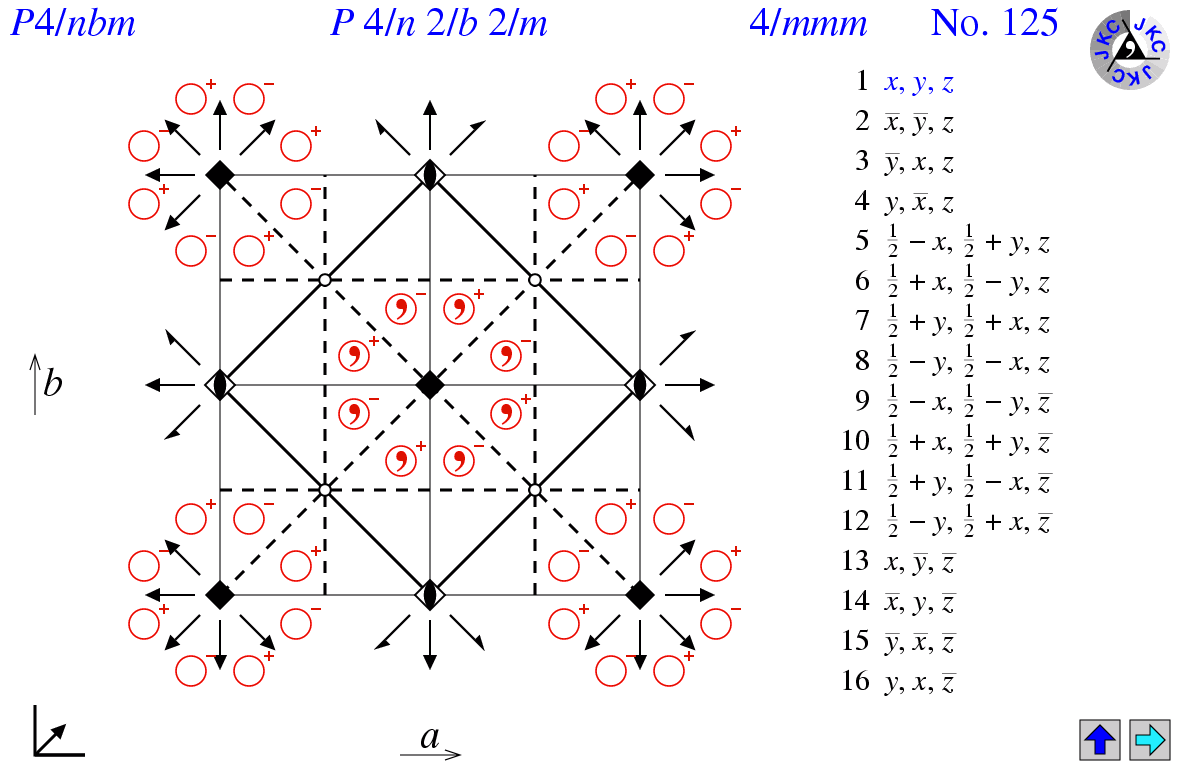 P4/nbm P 4/n 2/b 2/m 4/mmm No. 125
JKC JKC JKC
1 x, y, z
2 x̅, y̅, z
3 y̅, x, z
4 y, x̅, z
5 1/2 − x, 1/2 + y, z
6 1/2 + x, 1/2 − y, z
7 1/2 + y, 1/2 + x, z
8 1/2 − y, 1/2 − x, z
9 1/2 − x, 1/2 − y, z̅
10 1/2 + x, 1/2 + y, z̅
11 1/2 + y, 1/2 − x, z̅
12 1/2 − y, 1/2 + x, z̅
13 x, y̅, z̅
14 x̅, y, z̅
15 y̅, x̅, z̅
16 y, x, z̅
b
a